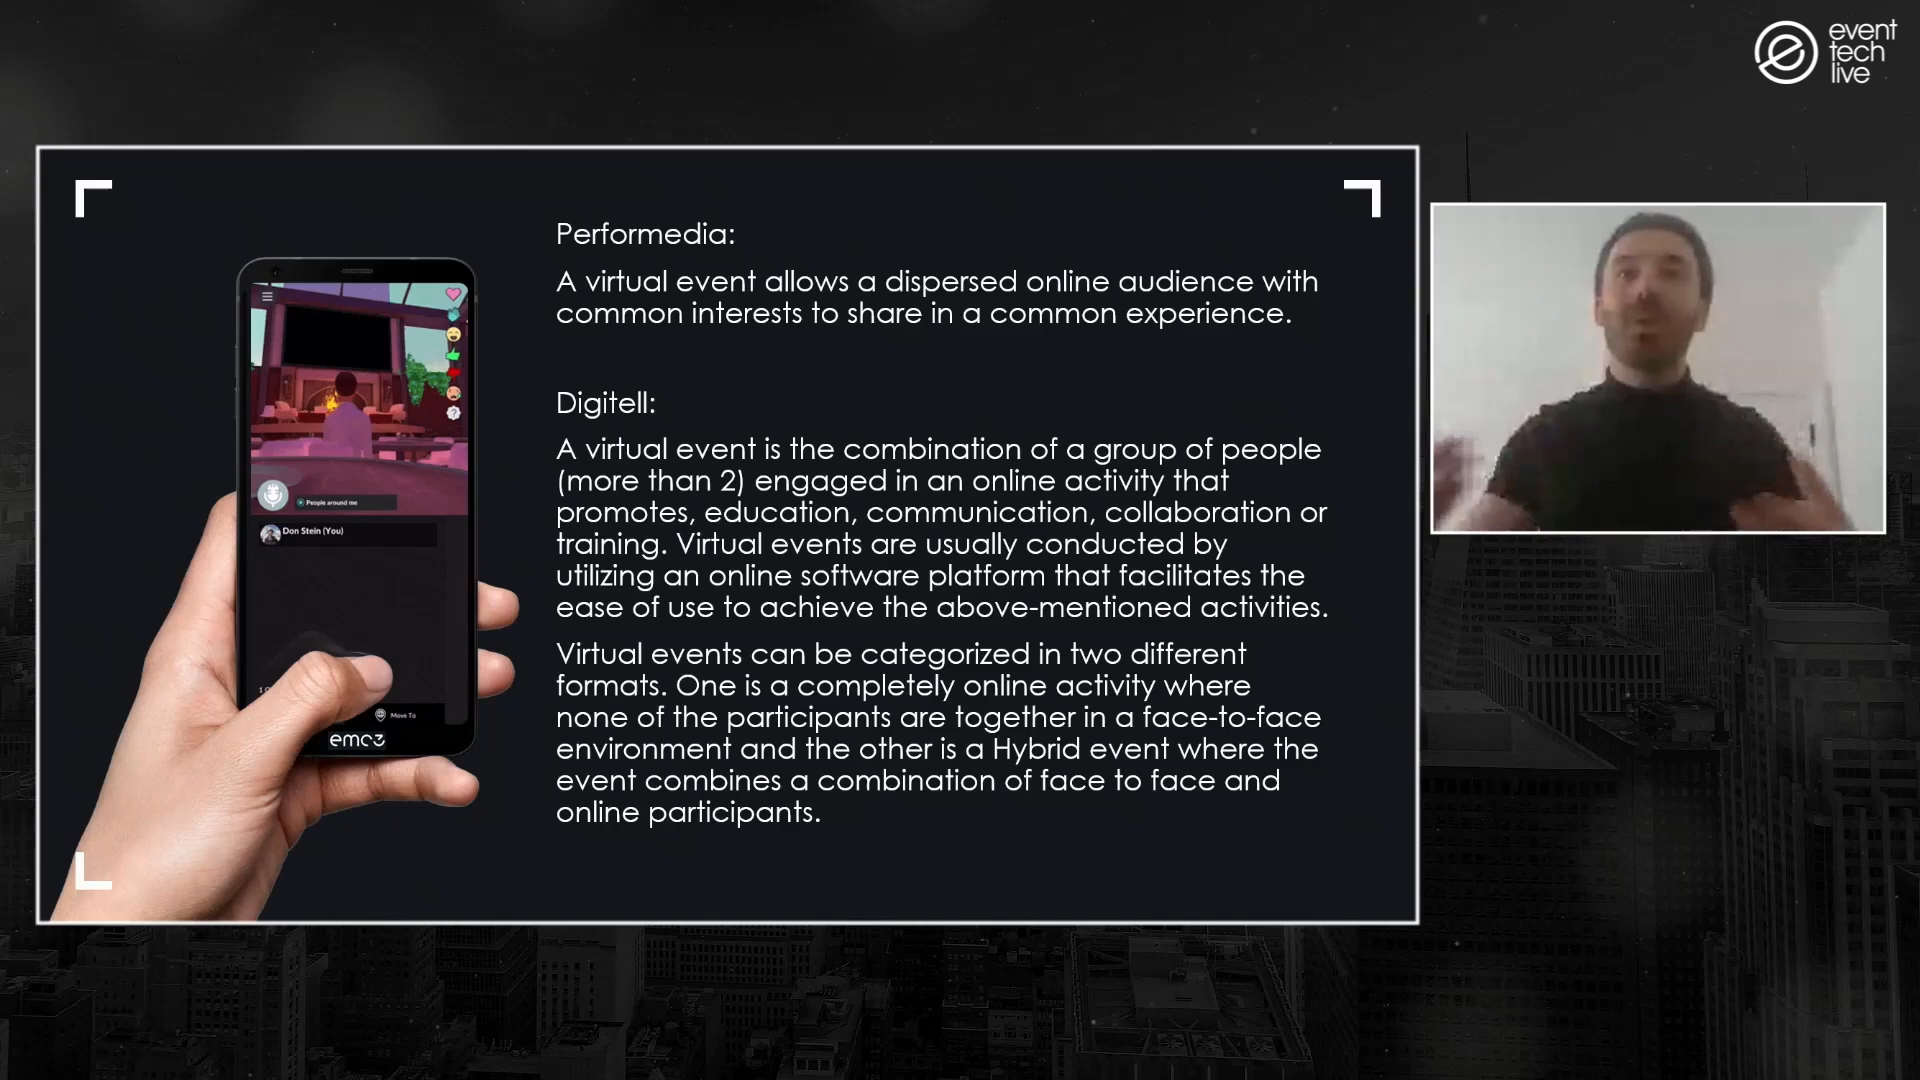 event
tech
live
Performedia:
A virtual event allows a dispersed online audience with
common interests to share in a common experience.
Digitell:
A virtual event is the combination of a group of people
(more than 2) engaged in an online activity that
promotes, education, communication, collaboration or
training. Virtual events are usually conducted by
utilizing an online software platform that facilitates the
ease of use to achieve the above-mentioned activities.
Virtual events can be categorized in two different
formats. One is a completely online activity where
none of the participants are together in a face-to-face
environment and the other is a Hybrid event where the
event combines a combination of face to face and
online participants.
People around me
Don Stein (You)
Move To
emc3